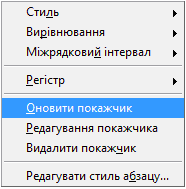 Стиль
Вирівнювання
Міжрядковий інтервал
Регістр
Оновити покажчик
Редагування покажчика
Видалити покажчик
Редагувати стиль абзацу...